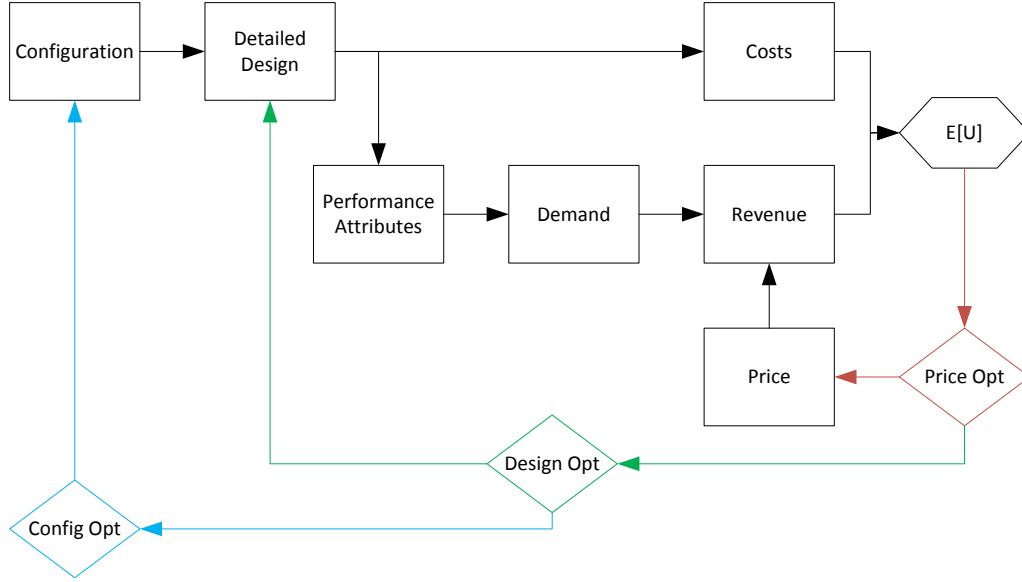 Configuration
Detailed
Design
Costs
E[U]
Performance
Attributes
Demand
Revenue
Price
Price Opt
Design Opt
Config Opt